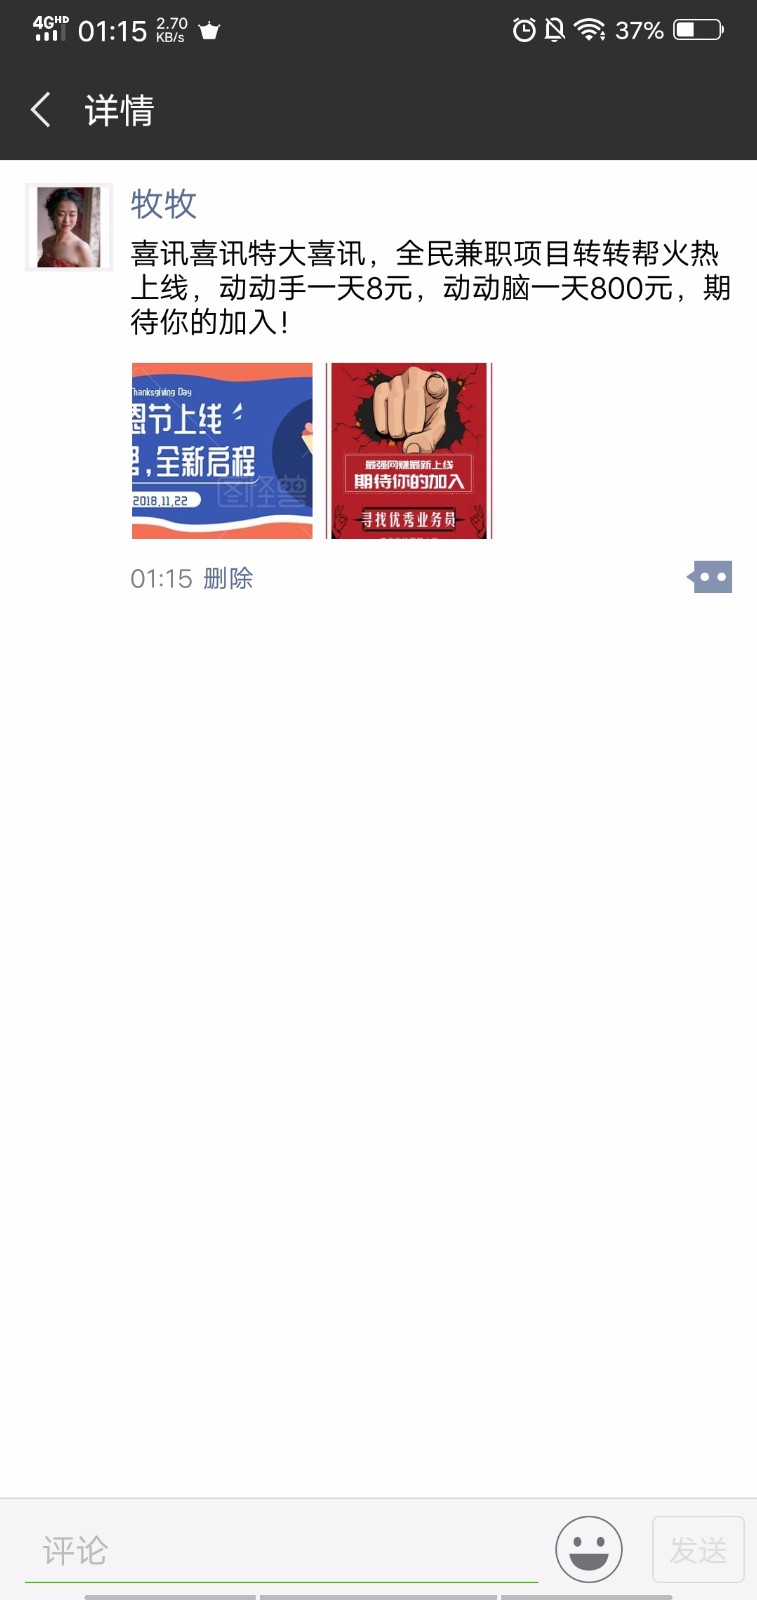 4G HD 01:15 2.70 KB/s 37%
详情
牧牧
喜讯喜讯特大喜讯，全民兼职项目转转帮火热
上线，动动手一天8元，动动脑一天800元，期
待你的加入！
Thanksgiving Day
恩节上线
，全新启程
2018.11.22
图怪兽
最强网赚最新上线
期待你的加入
寻找优秀业务员
01:15 删除
评论
发送